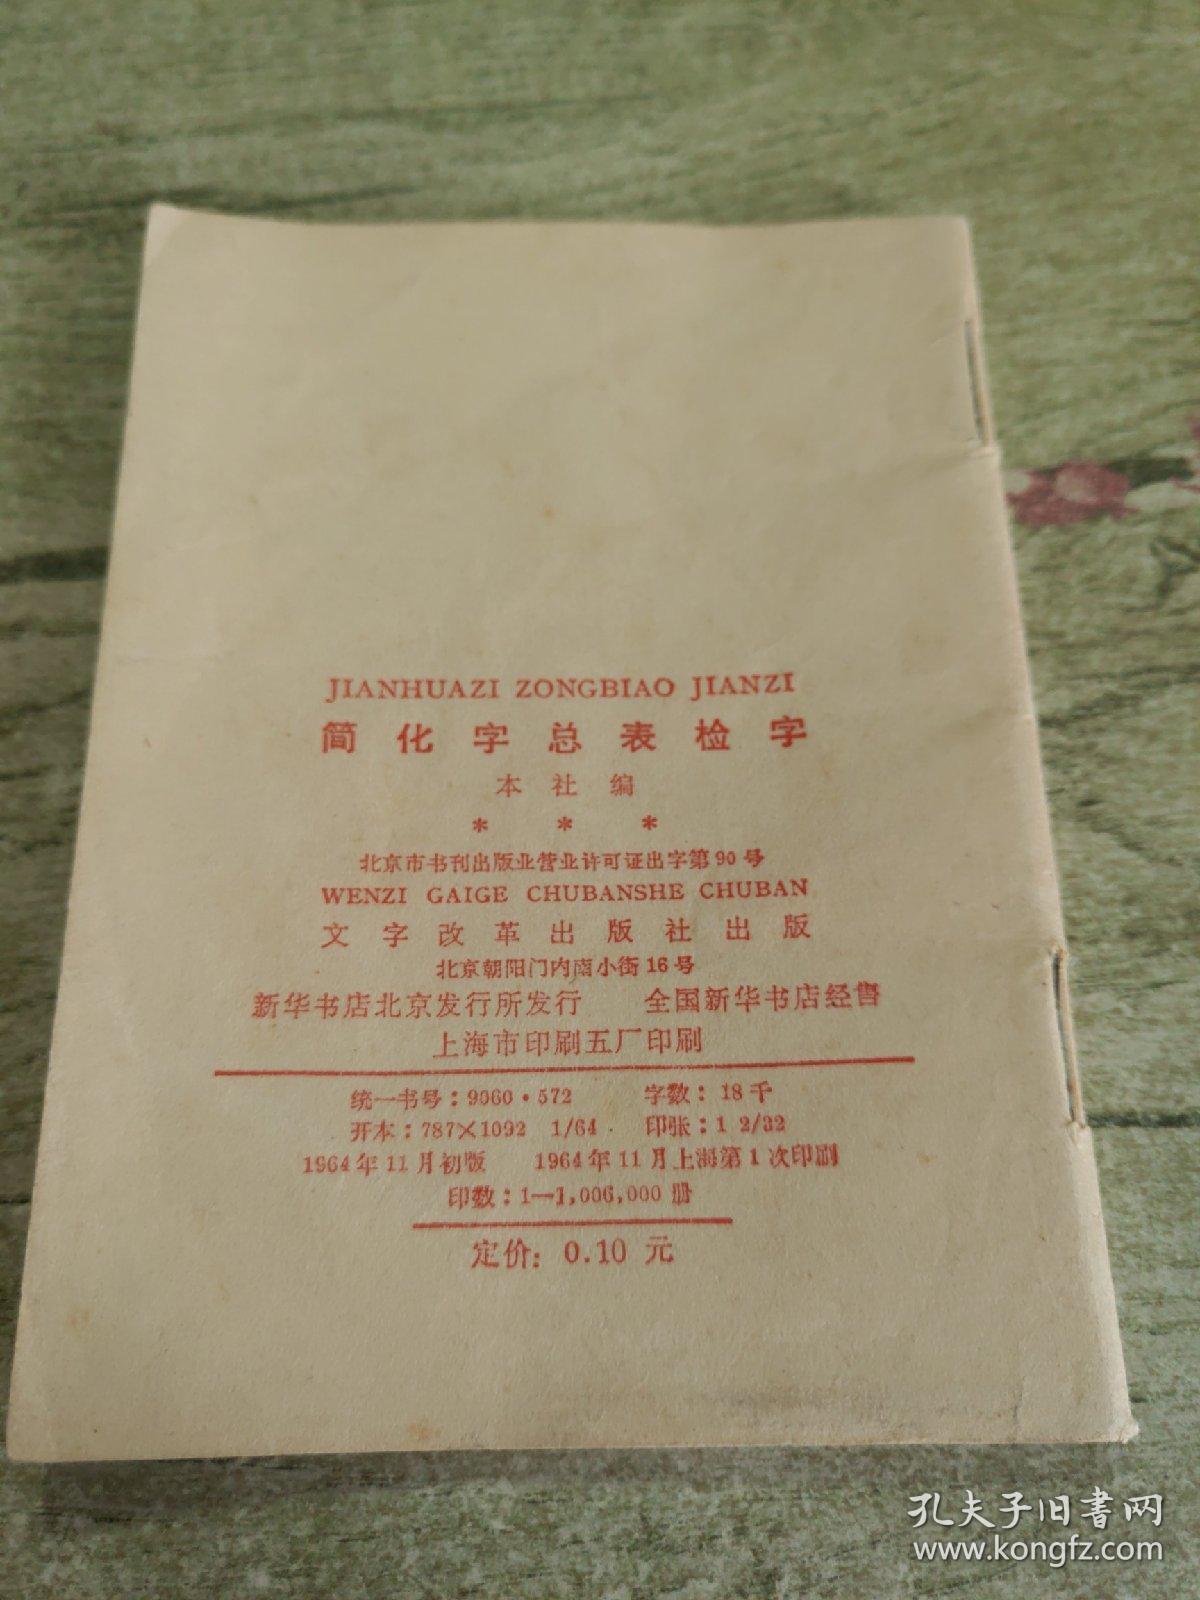 JIANHUAZI ZONGBIAO JIANZI
简化字总表检字
本社编
* * *
北京市书刊出版业营业许可证出字第90号
WENZI GAIGE CHUBANSHE CHUBAN
文字改革出版社出版
北京朝阳门内南小街16号
新华书店北京发行所发行 全国新华书店经售
上海市印刷五厂印刷
统一书号：9060·572 字数：18千
开本：787×1092 1/64 印张：1 2/32
1964年11月初版 1964年11月上海第1次印刷
印数：1—1,006,000册
定价：0.10元
孔夫子旧書网
www.kongfz.com